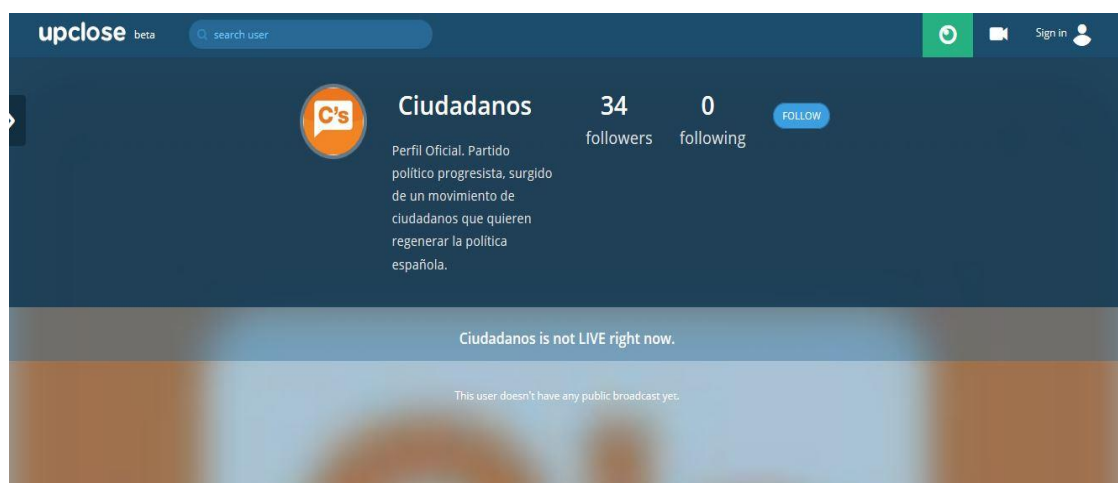 upclose beta
search user
Sign in
C's
Ciudadanos
34
followers
0
following
FOLLOW
Perfil Oficial. Partido
político progresista, surgido
de un movimiento de
ciudadanos que quieren
regenerar la política
española.
Ciudadanos is not LIVE right now.
This user doesn't have any public broadcast yet.